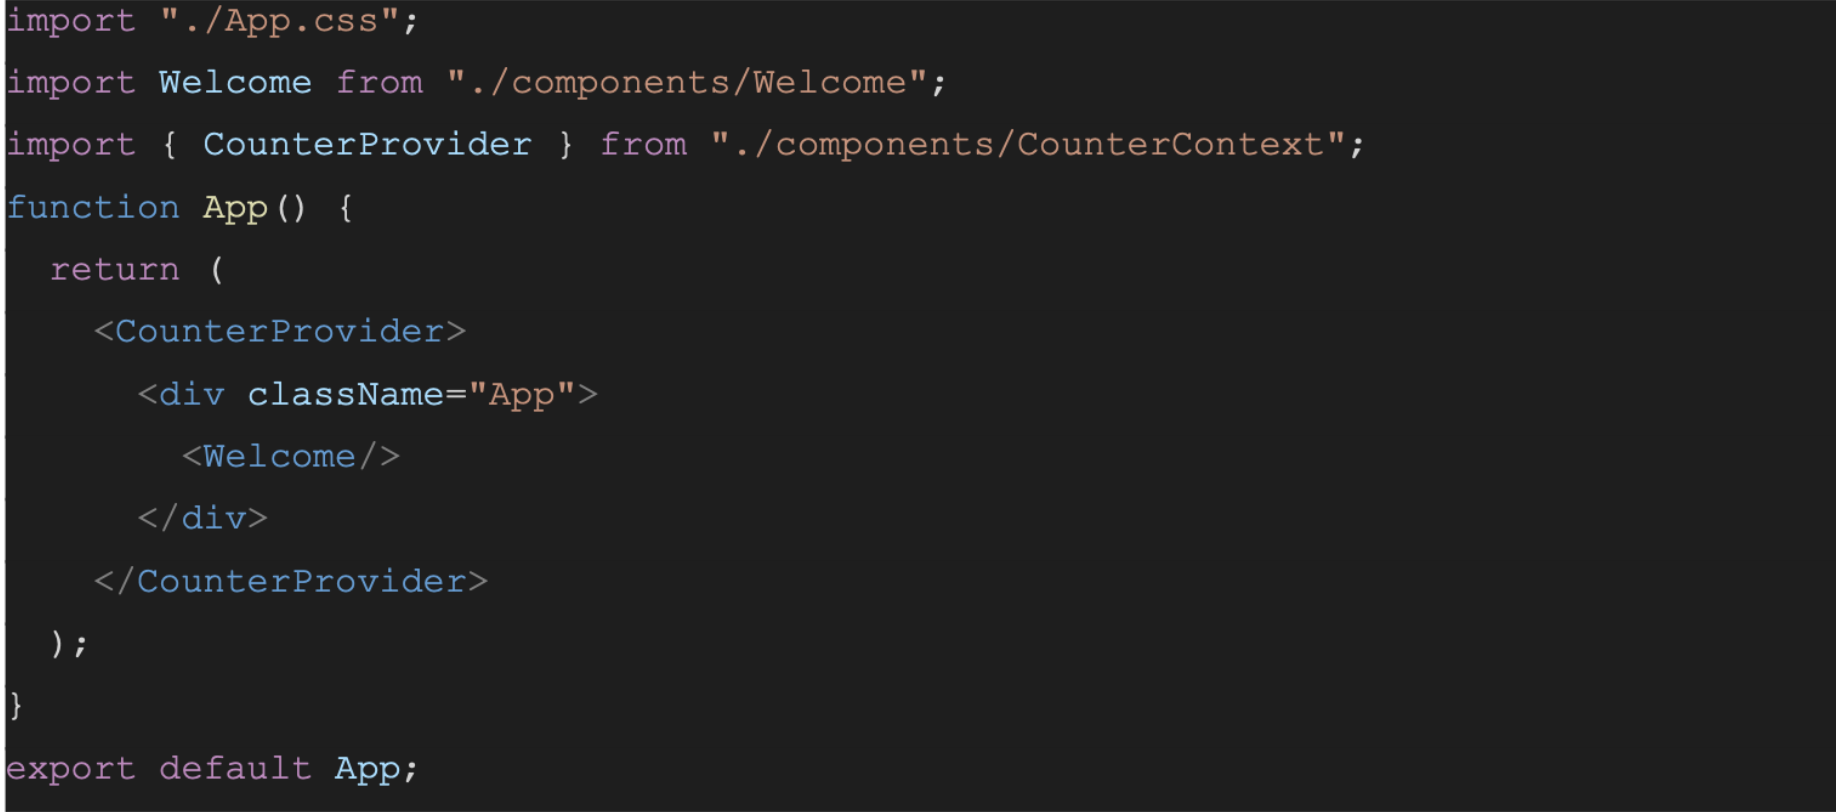 import "./App.css";
import Welcome from "./components/Welcome";
import { CounterProvider } from "./components/CounterContext";
function App() {
  return (
    <CounterProvider>
      <div className="App">
        <Welcome/>
      </div>
    </CounterProvider>
  );
}
export default App;